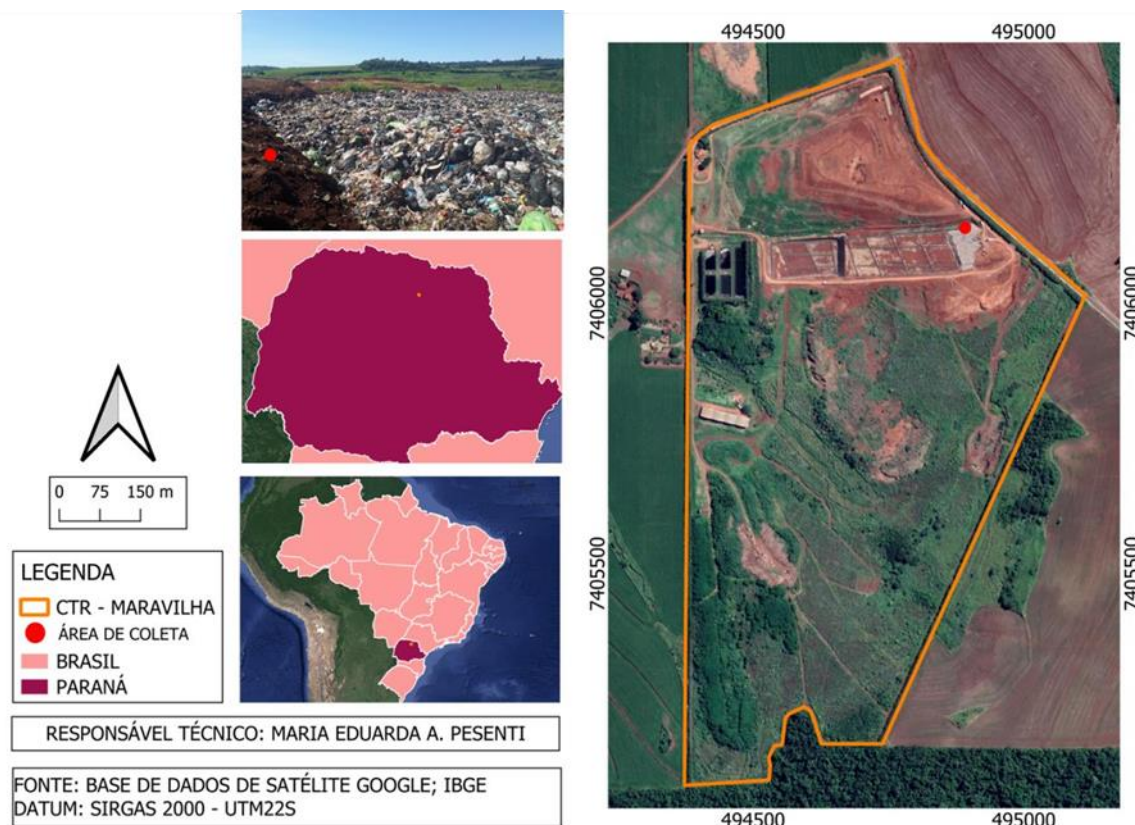 494500
495000
7406000
7406000
0 75 150 m
LEGENDA
CTR - MARAVILHA
ÁREA DE COLETA
BRASIL
PARANÁ
7405500
7405500
RESPONSÁVEL TÉCNICO: MARIA EDUARDA A. PESENTI
FONTE: BASE DE DADOS DE SATÉLITE GOOGLE; IBGE
DATUM: SIRGAS 2000 - UTM22S
494500
495000